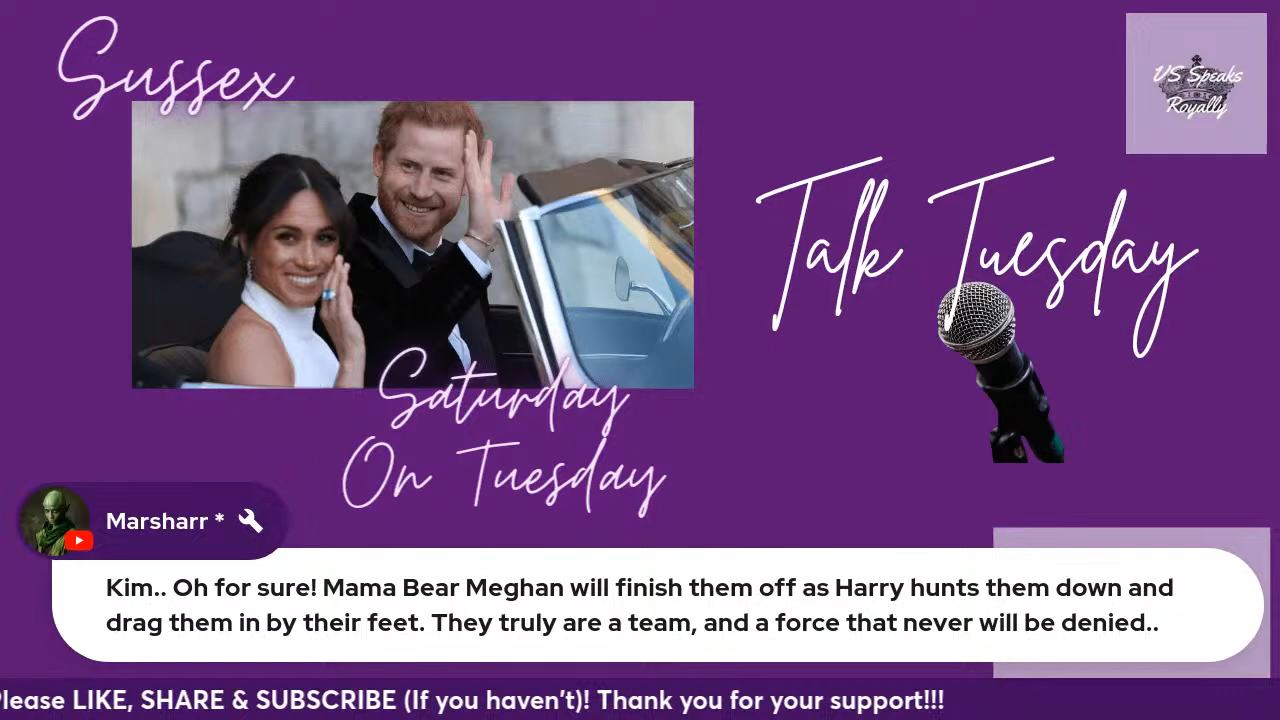 Sussex
VS Speaks
Royally
Talk Tuesday
Saturday
On Tuesday
Marsharr *
Kim.. Oh for sure! Mama Bear Meghan will finish them off as Harry hunts them down and
drag them in by their feet. They truly are a team, and a force that never will be denied..
Please LIKE, SHARE & SUBSCRIBE (If you haven't)! Thank you for your support!!!